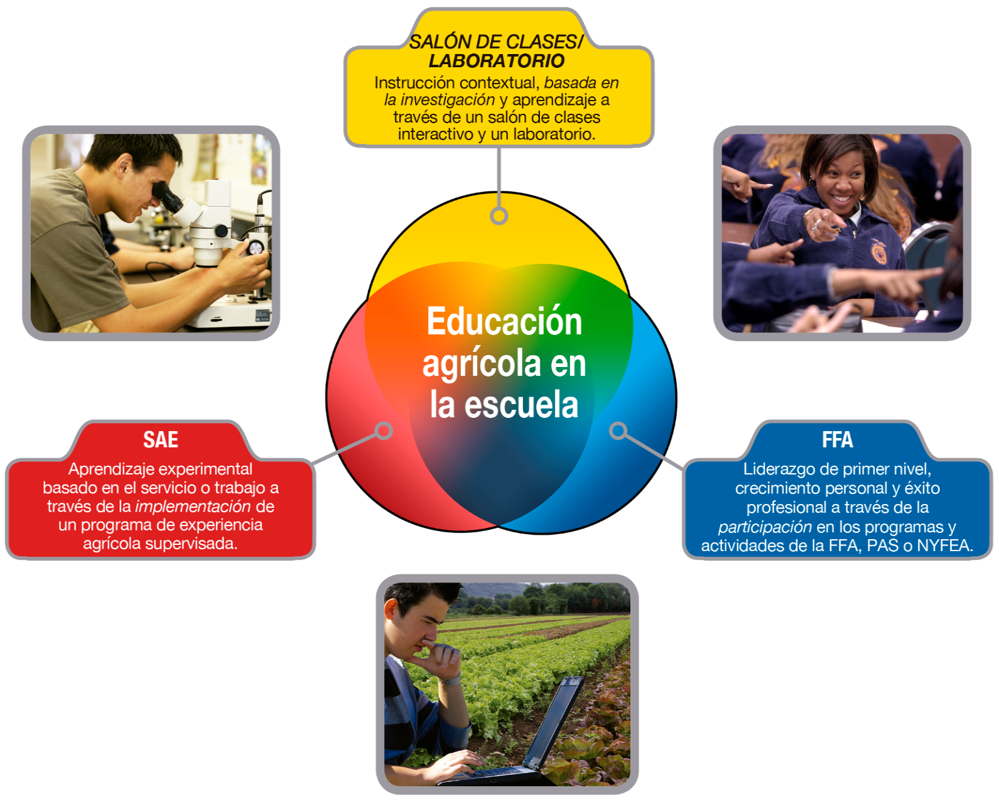 SALÓN DE CLASES/
LABORATORIO
Instrucción contextual, basada en
la investigación y aprendizaje a
través de un salón de clases
interactivo y un laboratorio.
Educación
agrícola en
la escuela
SAE
Aprendizaje experimental
basado en el servicio o trabajo a
través de la implementación de
un programa de experiencia
agrícola supervisada.
FFA
Liderazgo de primer nivel,
crecimiento personal y éxito
profesional a través de la
participación en los programas y
actividades de la FFA, PAS o NYFEA.